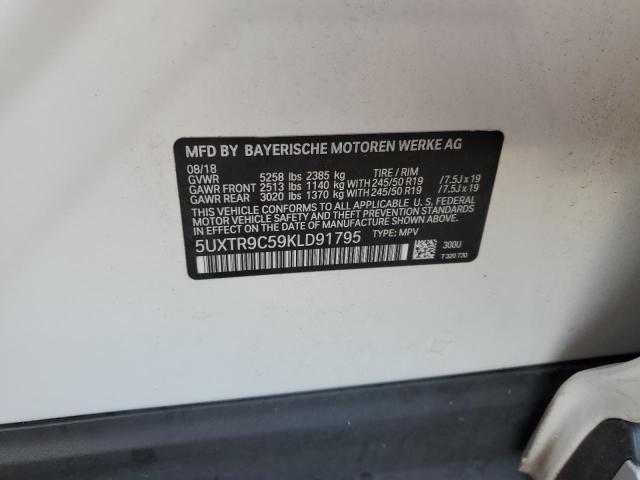 MFD BY BAYERISCHE MOTOREN WERKE AG
08/18
GVWR 5258 lbs 2385 kg TIRE / RIM
GAWR FRONT 2513 lbs 1140 kg WITH 245/50 R19 /7.5J x 19
GAWR REAR 3020 lbs 1370 kg WITH 245/50 R19 /7.5J x 19
THIS VEHICLE CONFORMS TO ALL APPLICABLE U.S. FEDERAL
MOTOR VEHICLE SAFETY, BUMPER, AND THEFT
PREVENTION STANDARDS IN EFFECT ON THE DATE OF
MANUFACTURE SHOWN ABOVE.
5UXTR9C59KLD91795 TYPE: MPV
300U
7 320 730